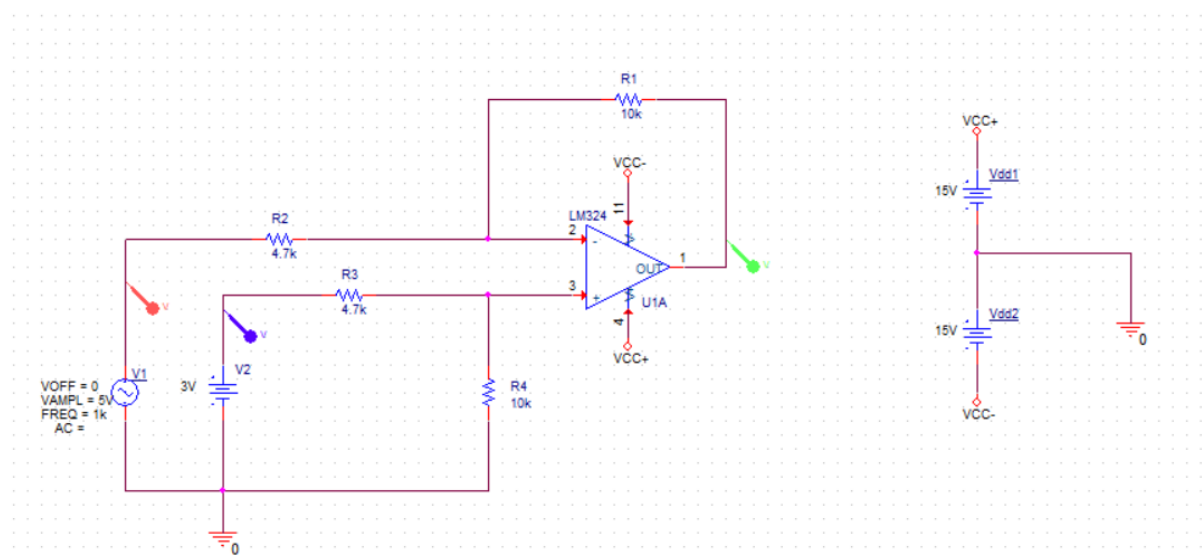 R1
10k
VCC+
VCC-
Vdd1
15V
LM324
11
R2
2
-
4.7k
1
OUT
V
R3
3
+
U1A
4.7k
4
V
V
Vdd2
15V
0
VCC+
V1
V2
VOFF = 0
3V
R4
VAMPL = 5V
10k
FREQ = 1k
AC =
VCC-
0